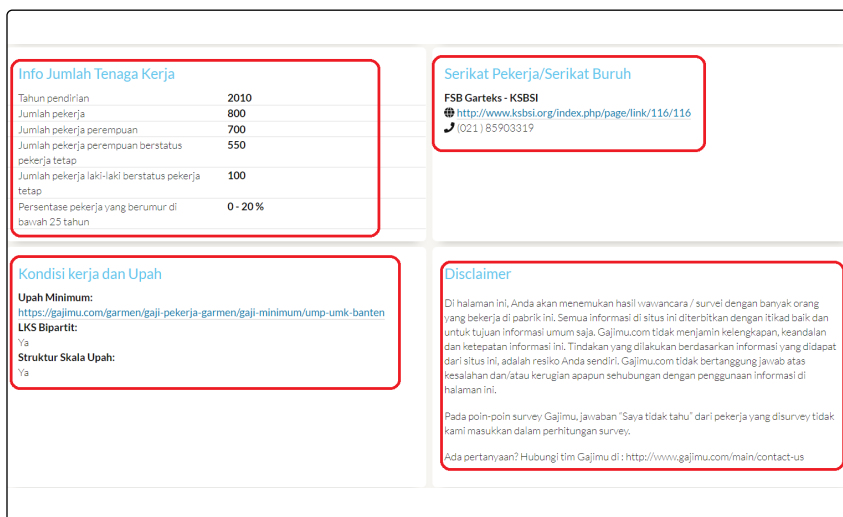 Info Jumlah Tenaga Kerja
Tahun pendirian 2010
Jumlah pekerja 800
Jumlah pekerja perempuan 700
Jumlah pekerja perempuan berstatus 550
pekerja tetap
Jumlah pekerja laki-laki berstatus pekerja 100
tetap
Persentase pekerja yang berumur di 0 - 20 %
bawah 25 tahun
Serikat Pekerja/Serikat Buruh
FSB Garteks - KSBSI
http://www.ksbsi.org/index.php/page/link/116/116
(021 ) 85903319
Kondisi kerja dan Upah
Upah Minimum:
https://gajimu.com/garmen/gaji-pekerja-garmen/gaji-minimum/ump-umk-banten
LKS Bipartit:
Ya
Struktur Skala Upah:
Ya
Disclaimer
Di halaman ini, Anda akan menemukan hasil wawancara / survei dengan banyak orang
yang bekerja di pabrik ini. Semua informasi di situs ini diterbitkan dengan itikad baik dan
untuk tujuan informasi umum saja. Gajimu.com tidak menjamin kelengkapan, keandalan
dan ketepatan informasi ini. Tindakan yang dilakukan berdasarkan informasi yang didapat
dari situs ini, adalah resiko Anda sendiri. Gajimu.com tidak bertanggung jawab atas
kesalahan dan/atau kerugian apapun sehubungan dengan penggunaan informasi di
halaman ini.
Pada poin-poin survey Gajimu, jawaban "Saya tidak tahu" dari pekerja yang disurvey tidak
kami masukkan dalam perhitungan survey.
Ada pertanyaan? Hubungi tim Gajimu di : http://www.gajimu.com/main/contact-us